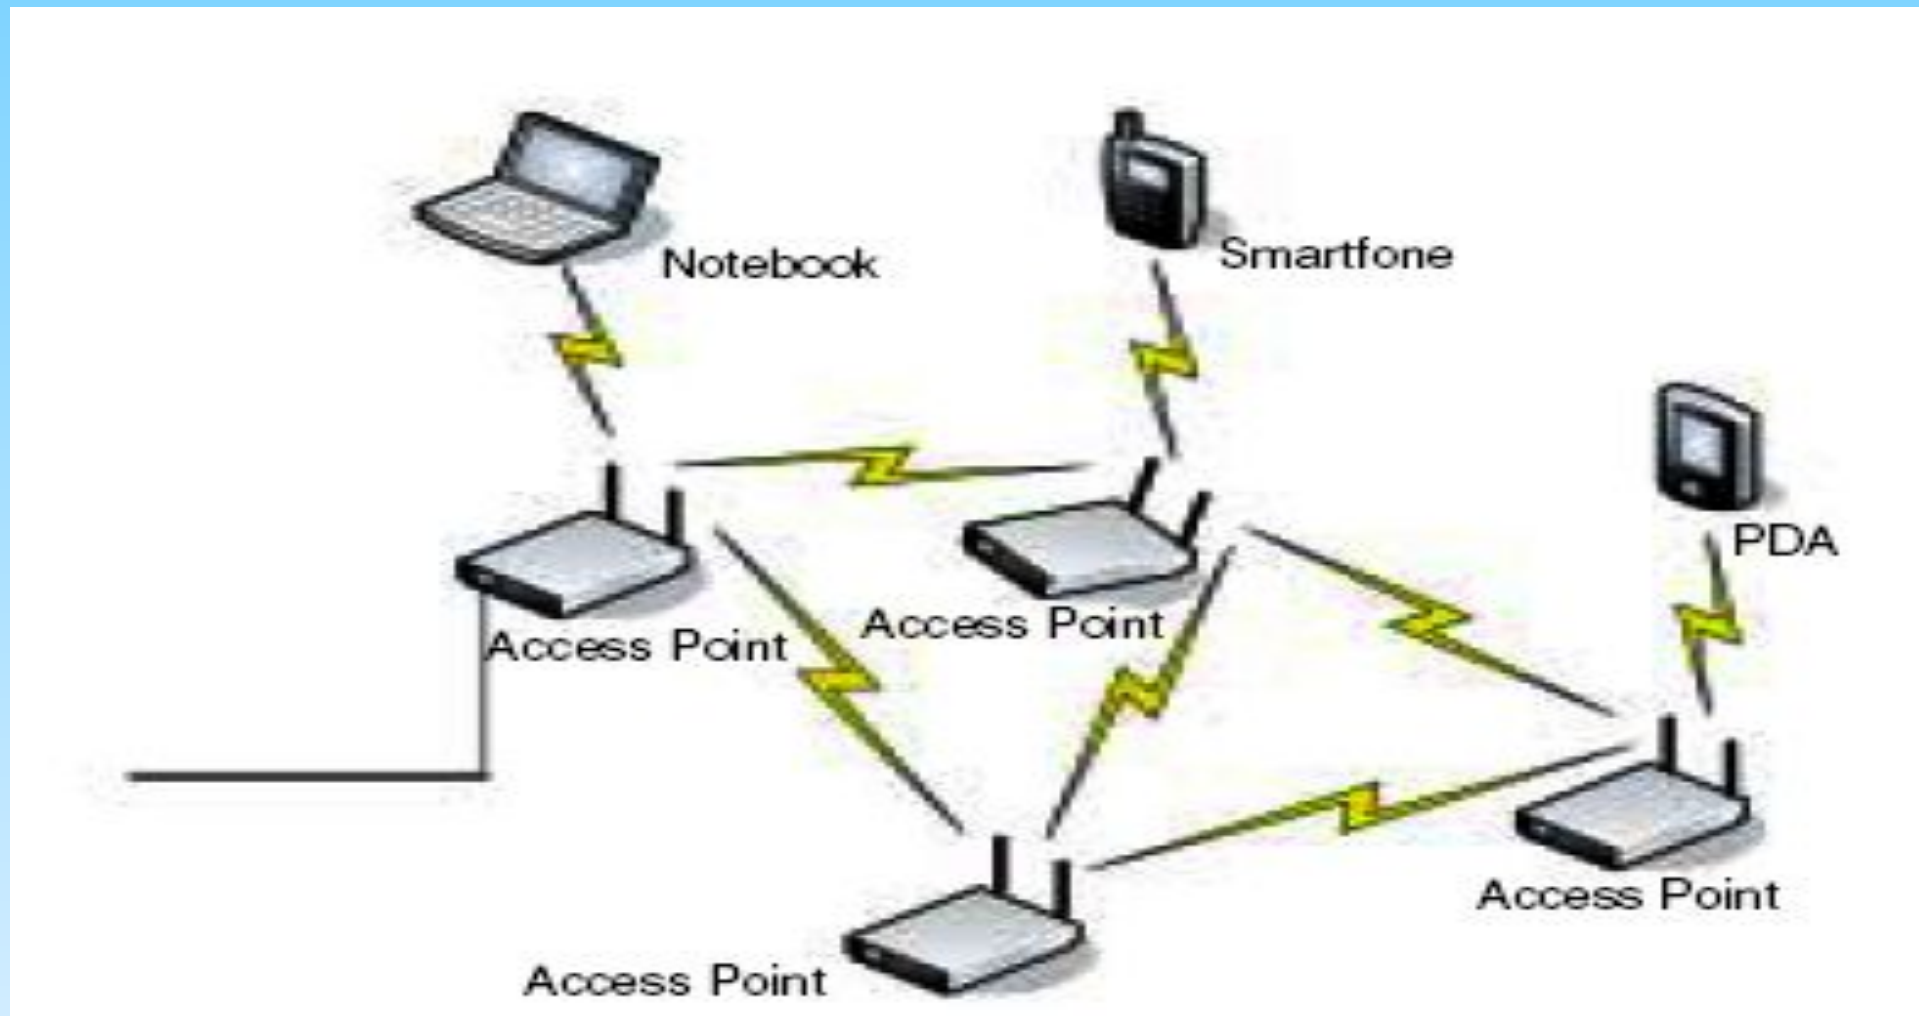 Notebook
Smartfone
PDA
Access Point
Access Point
Access Point
Access Point